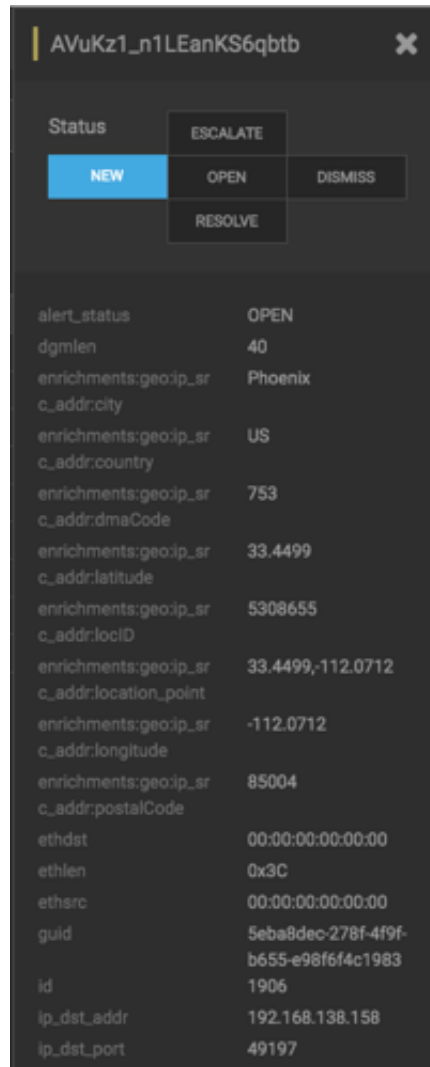 AVuKz1_n1LEanKS6qbtb
Status
ESCALATE
NEW OPEN DISMISS
RESOLVE
alert_status OPEN
dgmlen 40
enrichments:geo:ip_sr Phoenix
c_addr:city
enrichments:geo:ip_sr US
c_addr:country
enrichments:geo:ip_sr 753
c_addr:dmaCode
enrichments:geo:ip_sr 33.4499
c_addr:latitude
enrichments:geo:ip_sr 5308655
c_addr:locID
enrichments:geo:ip_sr 33.4499,-112.0712
c_addr:location_point
enrichments:geo:ip_sr -112.0712
c_addr:longitude
enrichments:geo:ip_sr 85004
c_addr:postalCode
ethdst 00:00:00:00:00:00
ethlen 0x3C
ethsrc 00:00:00:00:00:00
guid 5eba8dec-278f-4f9f-
b655-e98f6f4c1983
id 1906
ip_dst_addr 192.168.138.158
ip_dst_port 49197